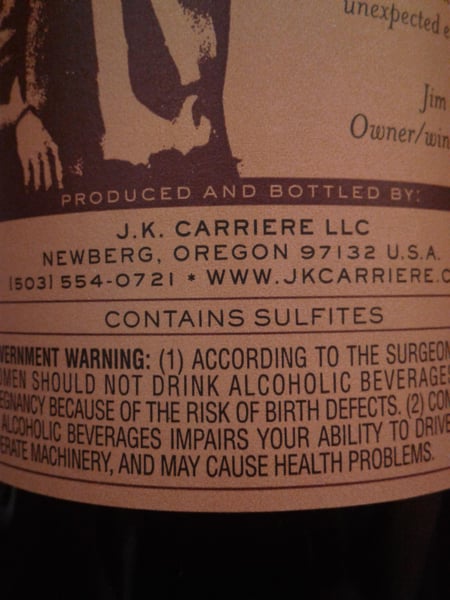 unexpected
Jim
Owner/win
PRODUCED AND BOTTLED BY:
J.K. CARRIERE LLC
NEWBERG, OREGON 97132 U.S.A.
(503) 554-0721 * WWW.JKCARRIERE.C
CONTAINS SULFITES
VERNMENT WARNING: (1) ACCORDING TO THE SURGEON
OMEN SHOULD NOT DRINK ALCOHOLIC BEVERAGES
EGNANCY BECAUSE OF THE RISK OF BIRTH DEFECTS. (2) CON
ALCOHOLIC BEVERAGES IMPAIRS YOUR ABILITY TO DRIVE
ERATE MACHINERY, AND MAY CAUSE HEALTH PROBLEMS.